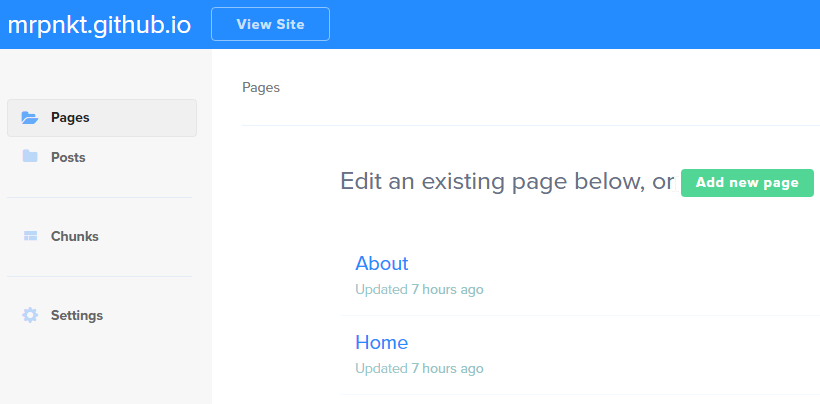 mrpnkt.github.io View Site
Pages
Pages
Posts
Edit an existing page below, or Add new page
Chunks
About
Updated 7 hours ago
Settings
Home
Updated 7 hours ago